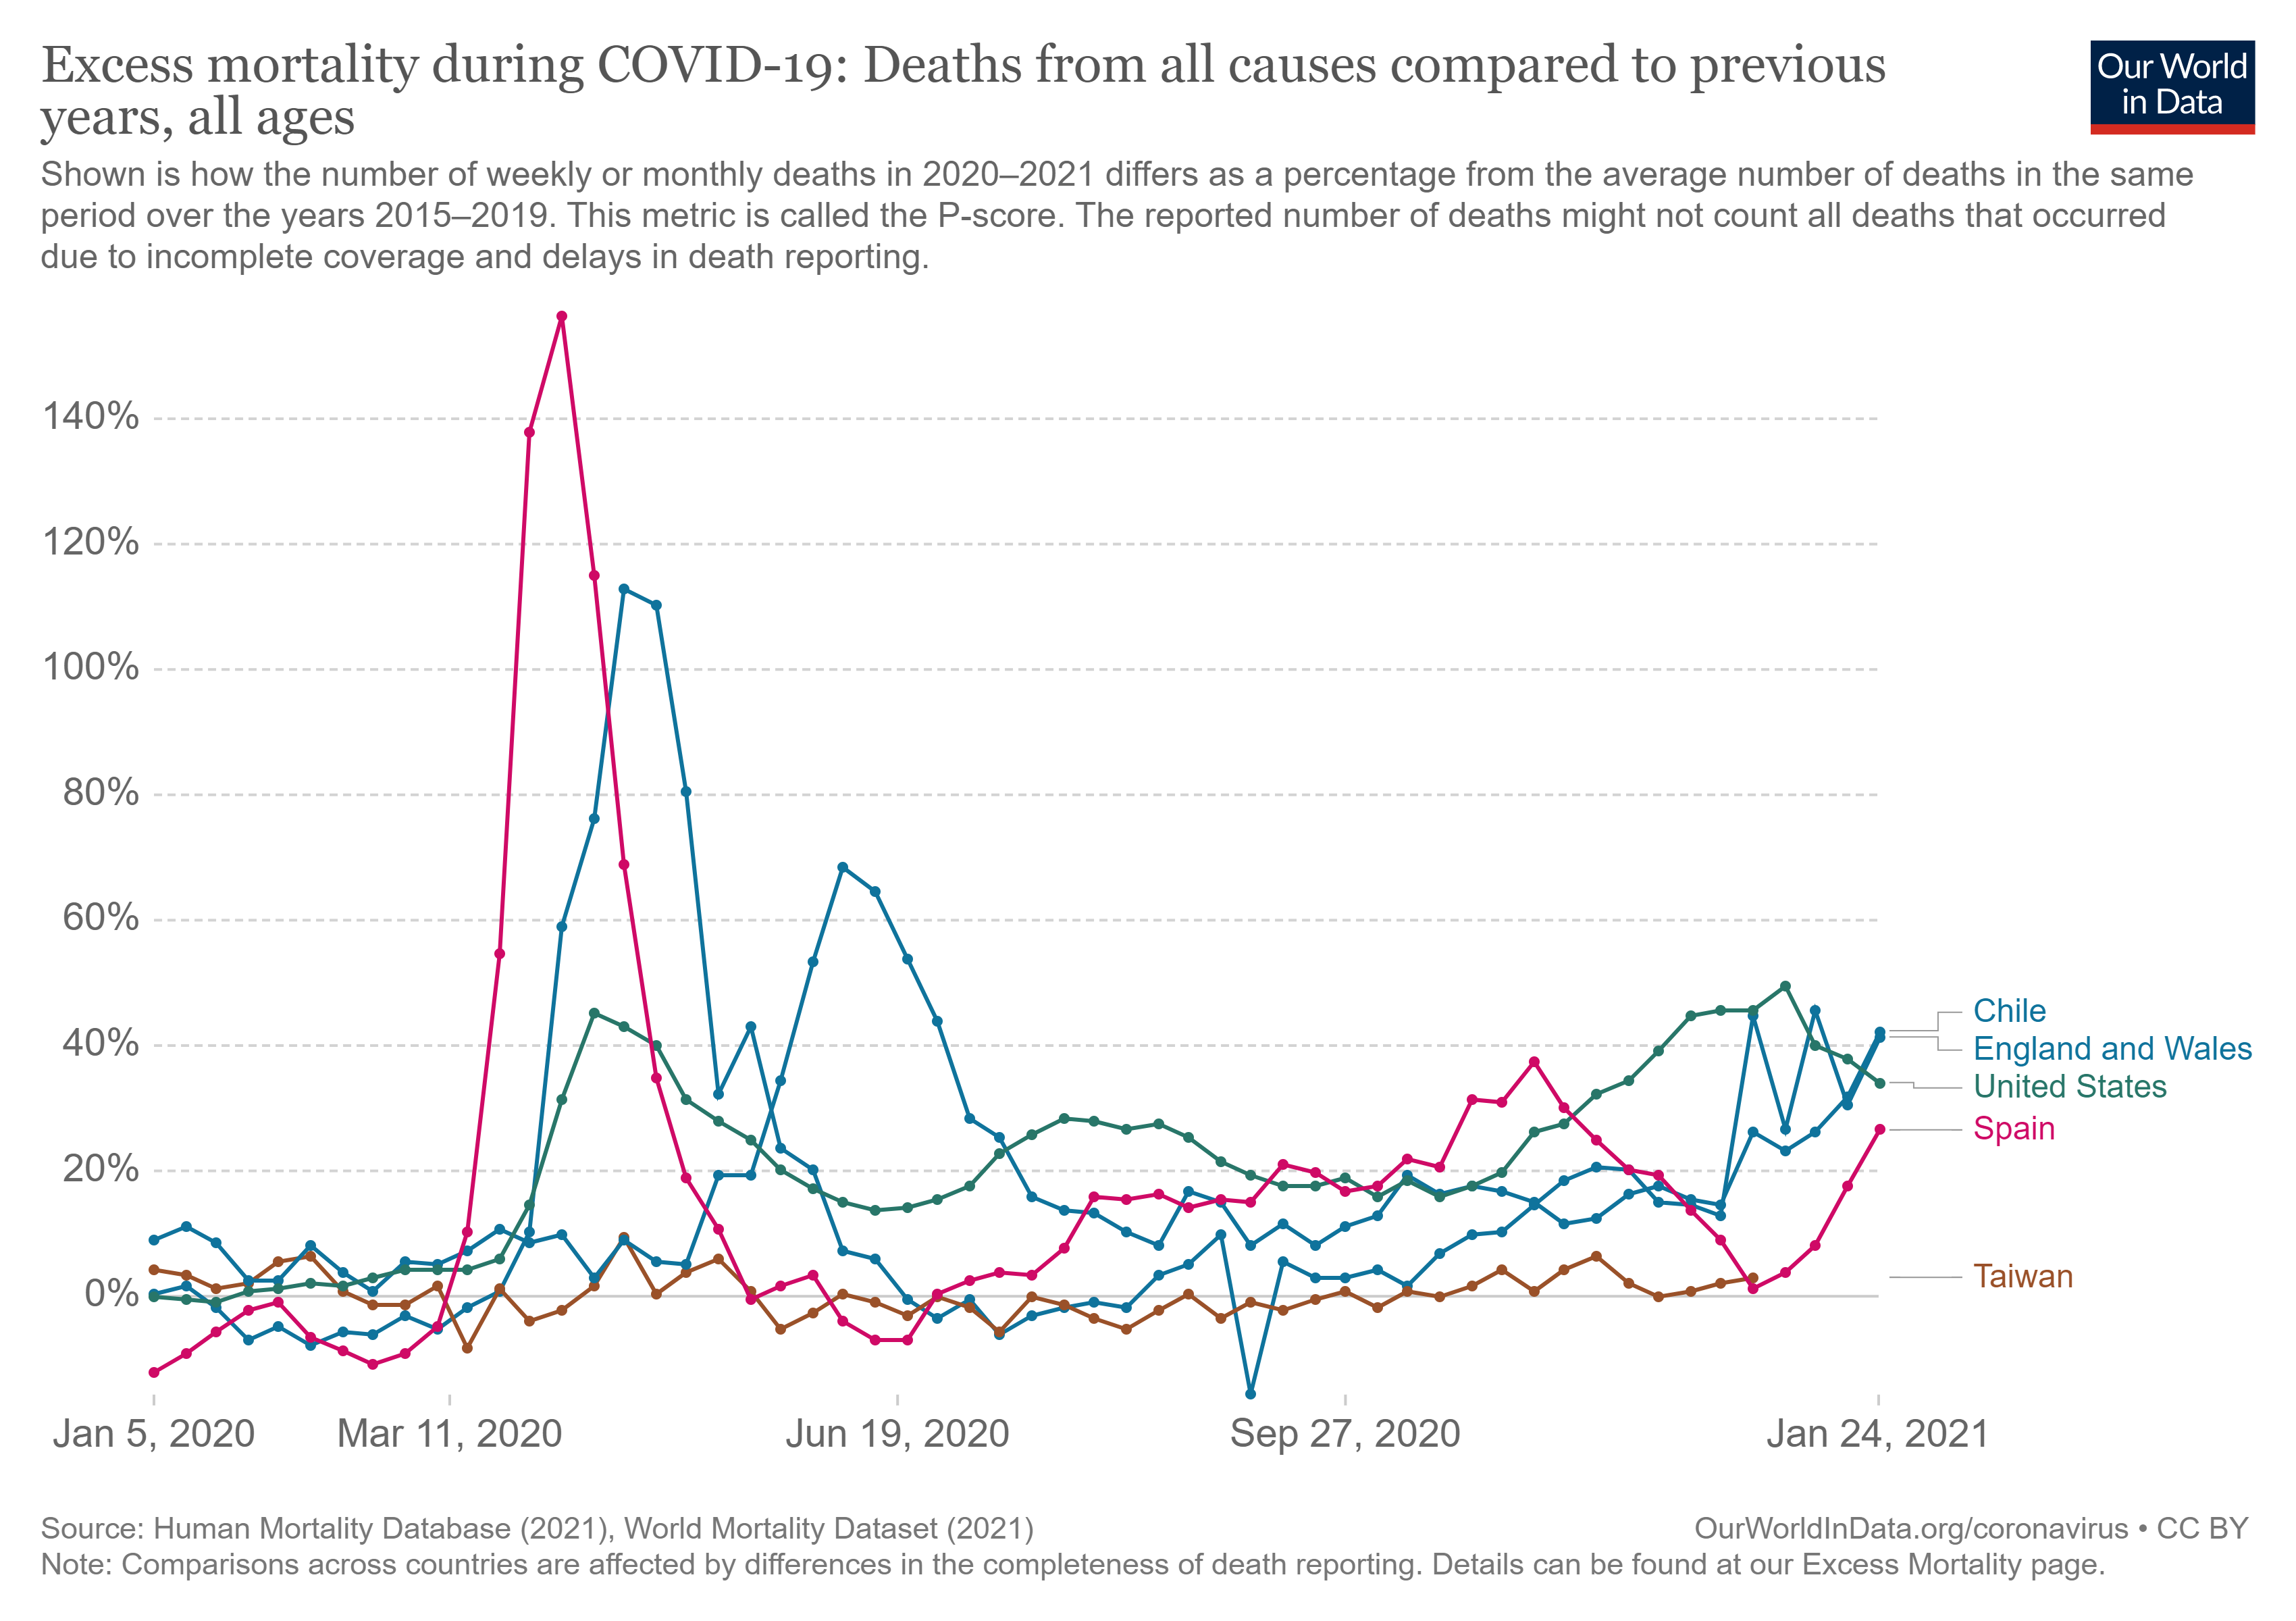 Excess mortality during COVID-19: Deaths from all causes compared to previous
years, all ages
Our World
in Data
Shown is how the number of weekly or monthly deaths in 2020–2021 differs as a percentage from the average number of deaths in the same
period over the years 2015–2019. This metric is called the P-score. The reported number of deaths might not count all deaths that occurred
due to incomplete coverage and delays in death reporting.
140%
120%
100%
80%
60%
40%
20%
0%
Chile
England and Wales
United States
Spain
Taiwan
Jan 5, 2020
Mar 11, 2020
Jun 19, 2020
Sep 27, 2020
Jan 24, 2021
Source: Human Mortality Database (2021), World Mortality Dataset (2021)
OurWorldInData.org/coronavirus • CC BY
Note: Comparisons across countries are affected by differences in the completeness of death reporting. Details can be found at our Excess Mortality page.